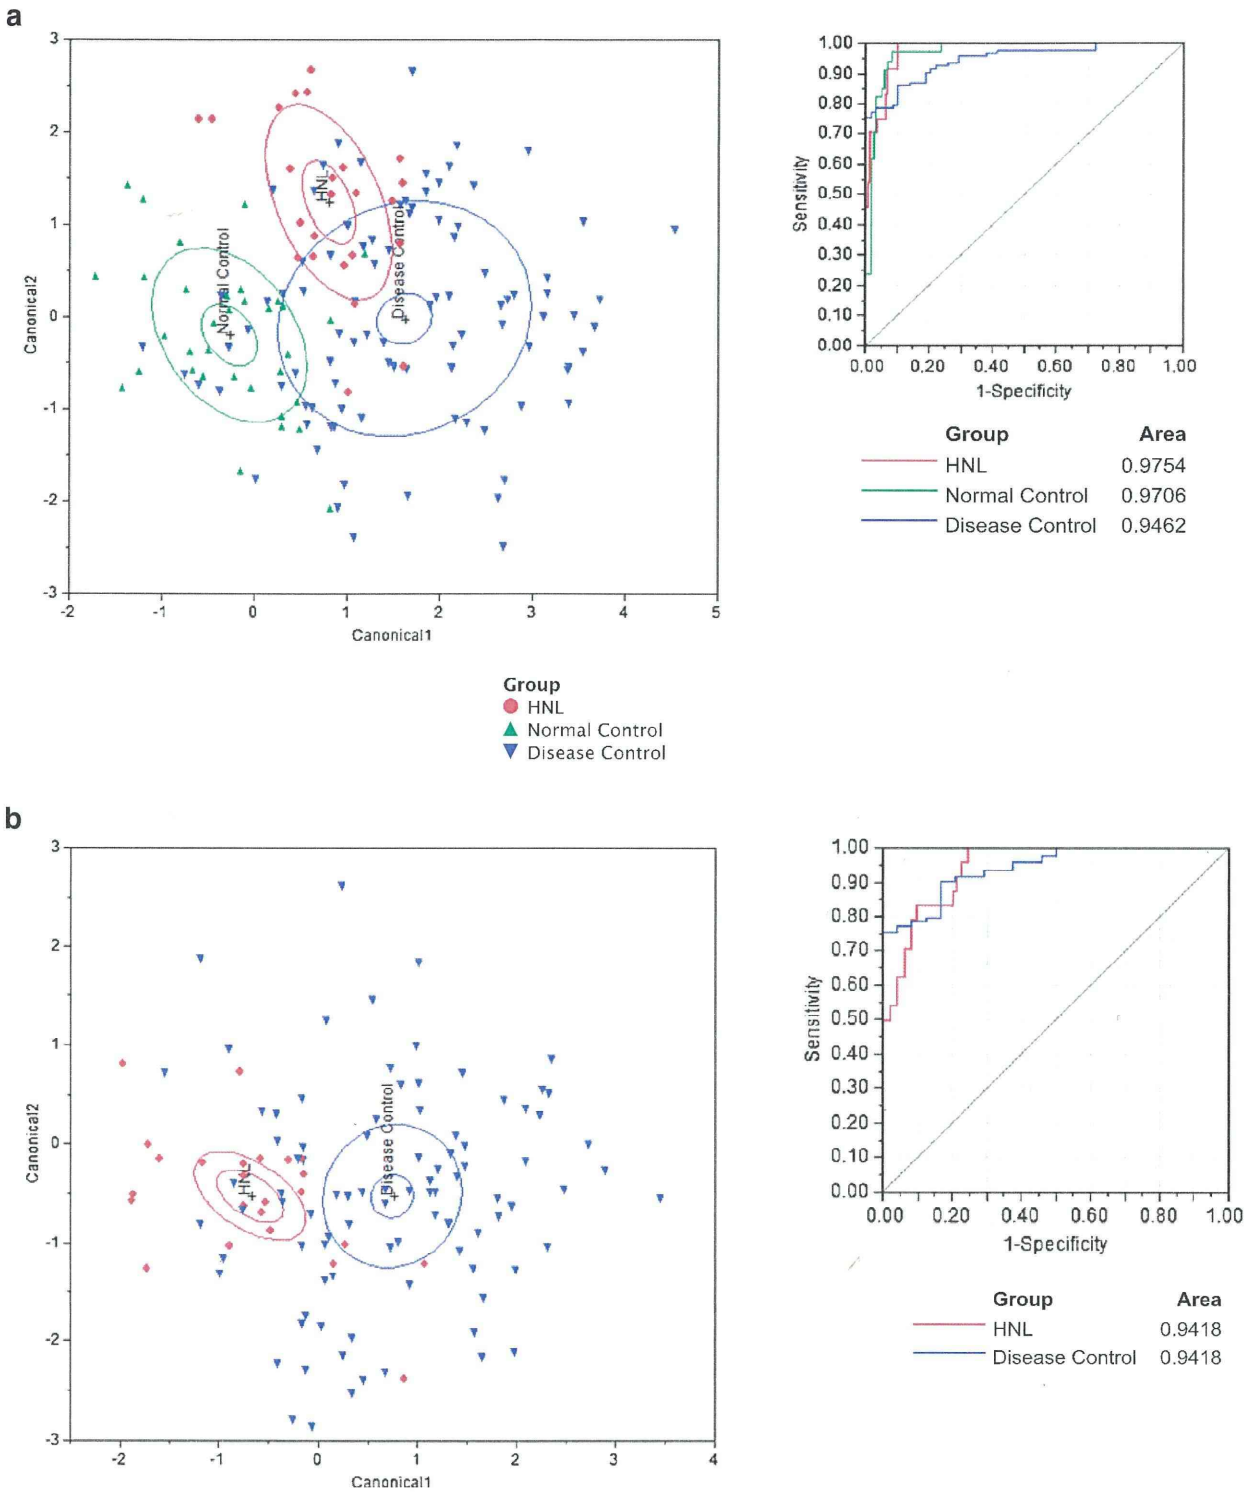 a
3
2
1
0
-1
-2
-3
Canonical2
HNL
Normal Control
Disease Control
-2 -1 0 1 2 3 4 5
Canonical1
1.00
0.90
0.80
0.70
0.60
0.50
0.40
0.30
0.20
0.10
0.00
Sensitivity
0.00 0.20 0.40 0.60 0.80 1.00
1-Specificity
Group Area
HNL 0.9754
Normal Control 0.9706
Disease Control 0.9462
Group
HNL
Normal Control
Disease Control
b
3
2
1
0
-1
-2
-3
Canonical2
HNL
Disease Control
-2 -1 0 1 2 3 4
Canonical1
1.00
0.90
0.80
0.70
0.60
0.50
0.40
0.30
0.20
0.10
0.00
Sensitivity
0.00 0.20 0.40 0.60 0.80 1.00
1-Specificity
Group Area
HNL 0.9418
Disease Control 0.9418